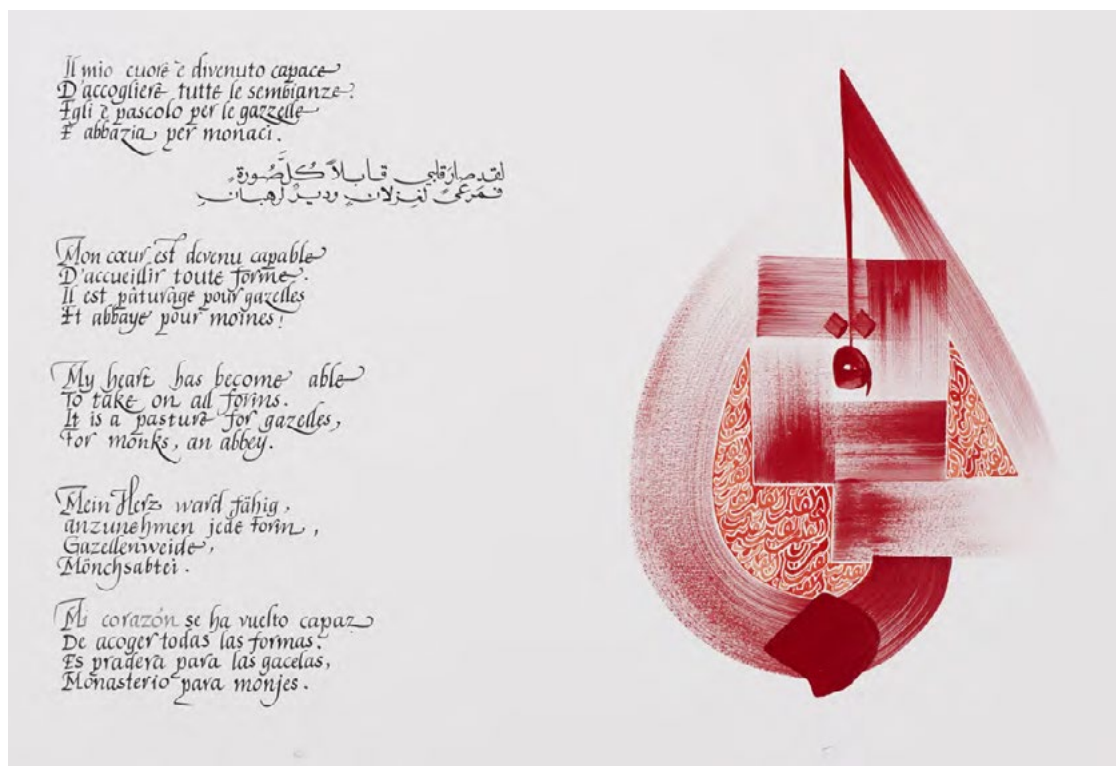 Il mio cuore è divenuto capace
D'accogliere tutte le sembianze:
Egli è pascolo per le gazzelle
E abbazia per monaci.
لقد صار قلبي قابلاً كلَّ صُورةٍ
فمَرعىً لغزلانٍ وديرٌ لرهبانِ
Mon cœur est devenu capable
D'accueillir toute forme.
Il est pâturage pour gazelles
Et abbaye pour moines!
My heart has become able
To take on all forms.
It is a pasture for gazelles,
For monks, an abbey.
Mein Herz ward fähig,
anzunehmen jede Form,
Gazellenweide,
Mönchsabtei.
Mi corazón se ha vuelto capaz
De acoger todas las formas.
Es pradera para las gacelas,
Monasterio para monjes.